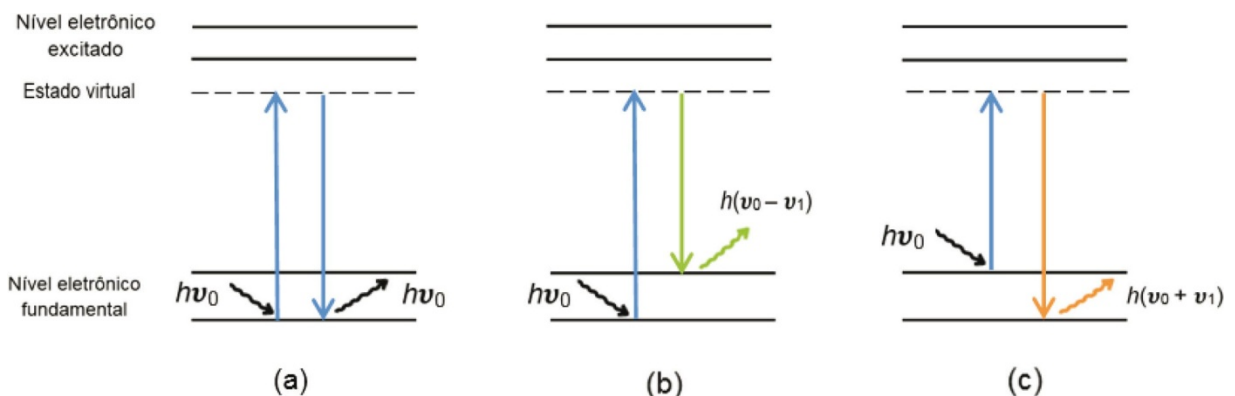 Nível eletrônico
excitado
Estado virtual
h(υ0 – υ1)
hυ0
Nível eletrônico
fundamental
hυ0
hυ0
hυ0
h(υ0 + υ1)
(a)
(b)
(c)